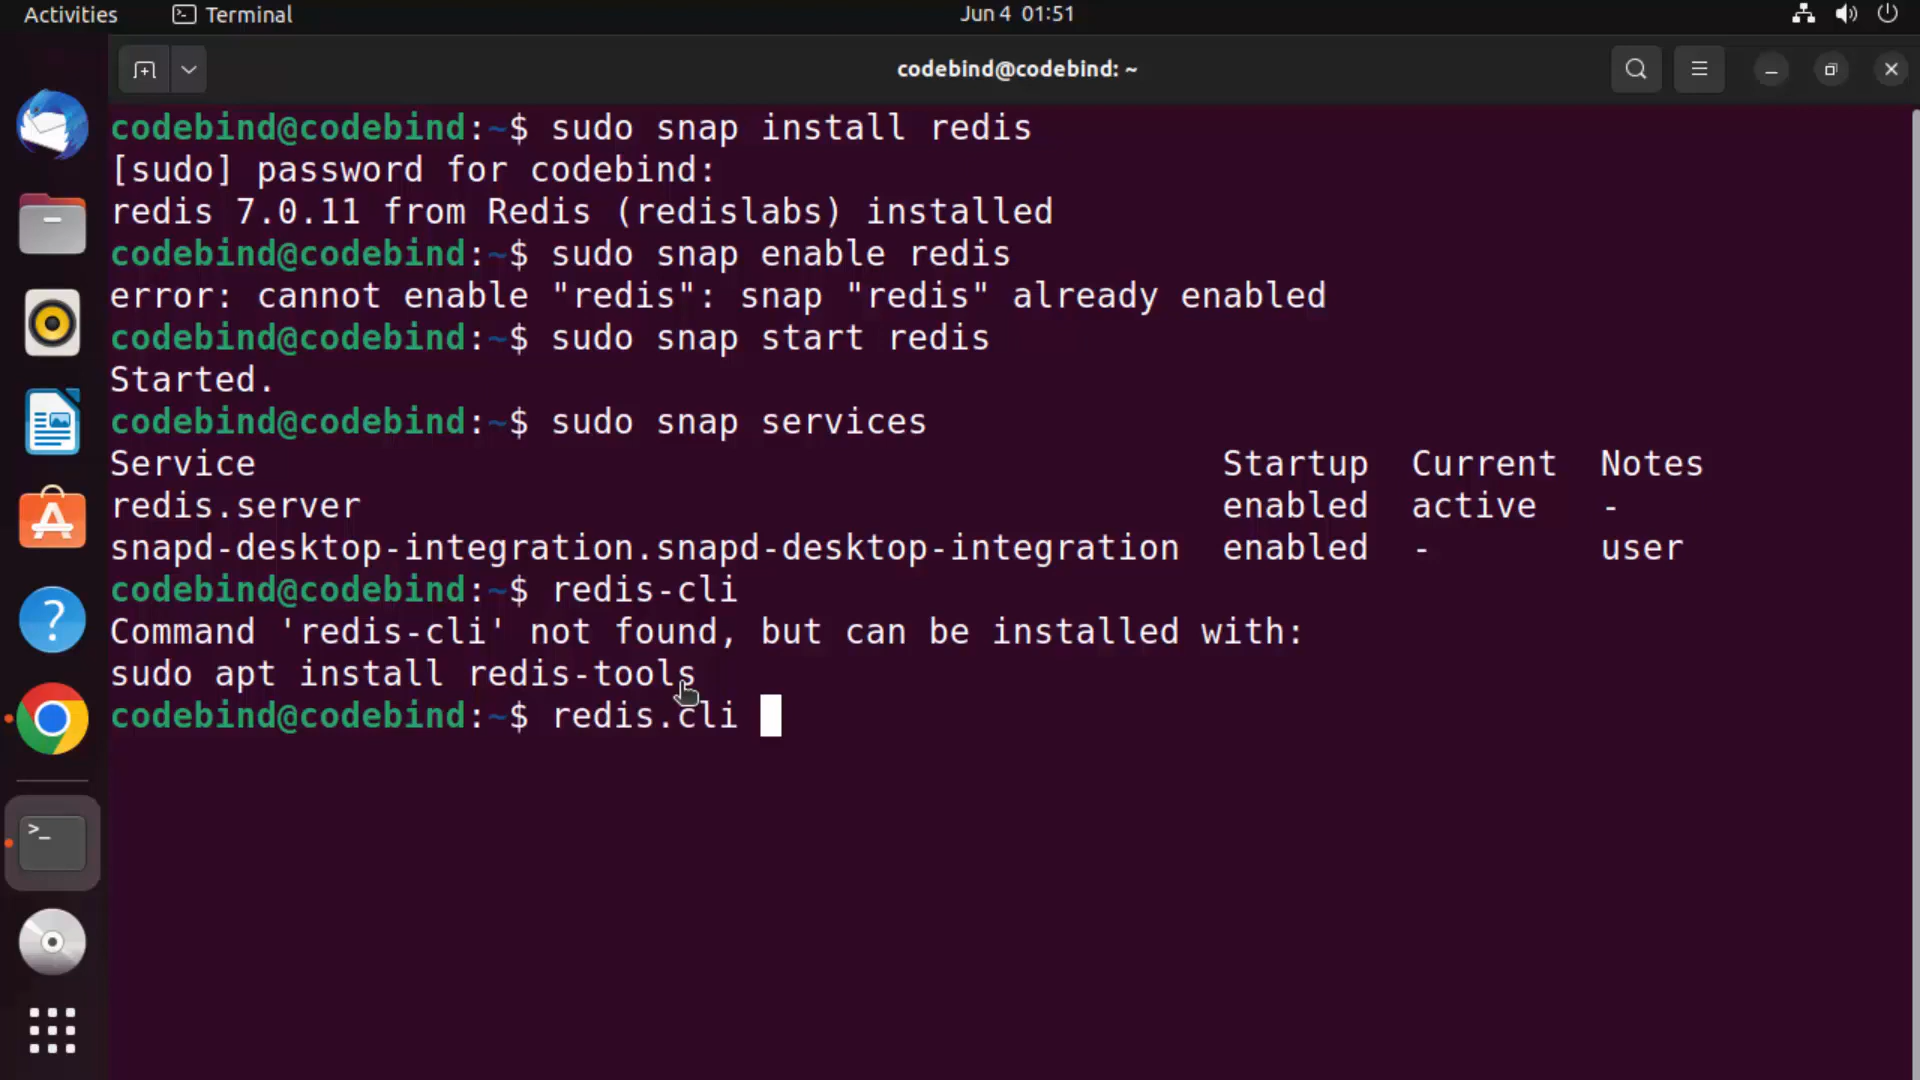 Activities Terminal Jun 4 01:51
codebind@codebind: ~
codebind@codebind:~$ sudo snap install redis
[sudo] password for codebind:
redis 7.0.11 from Redis (redislabs) installed
codebind@codebind:~$ sudo snap enable redis
error: cannot enable "redis": snap "redis" already enabled
codebind@codebind:~$ sudo snap start redis
Started.
codebind@codebind:~$ sudo snap services
Service Startup Current Notes
redis.server enabled active -
snapd-desktop-integration.snapd-desktop-integration enabled - user
codebind@codebind:~$ redis-cli
Command 'redis-cli' not found, but can be installed with:
sudo apt install redis-tools
codebind@codebind:~$ redis.cli